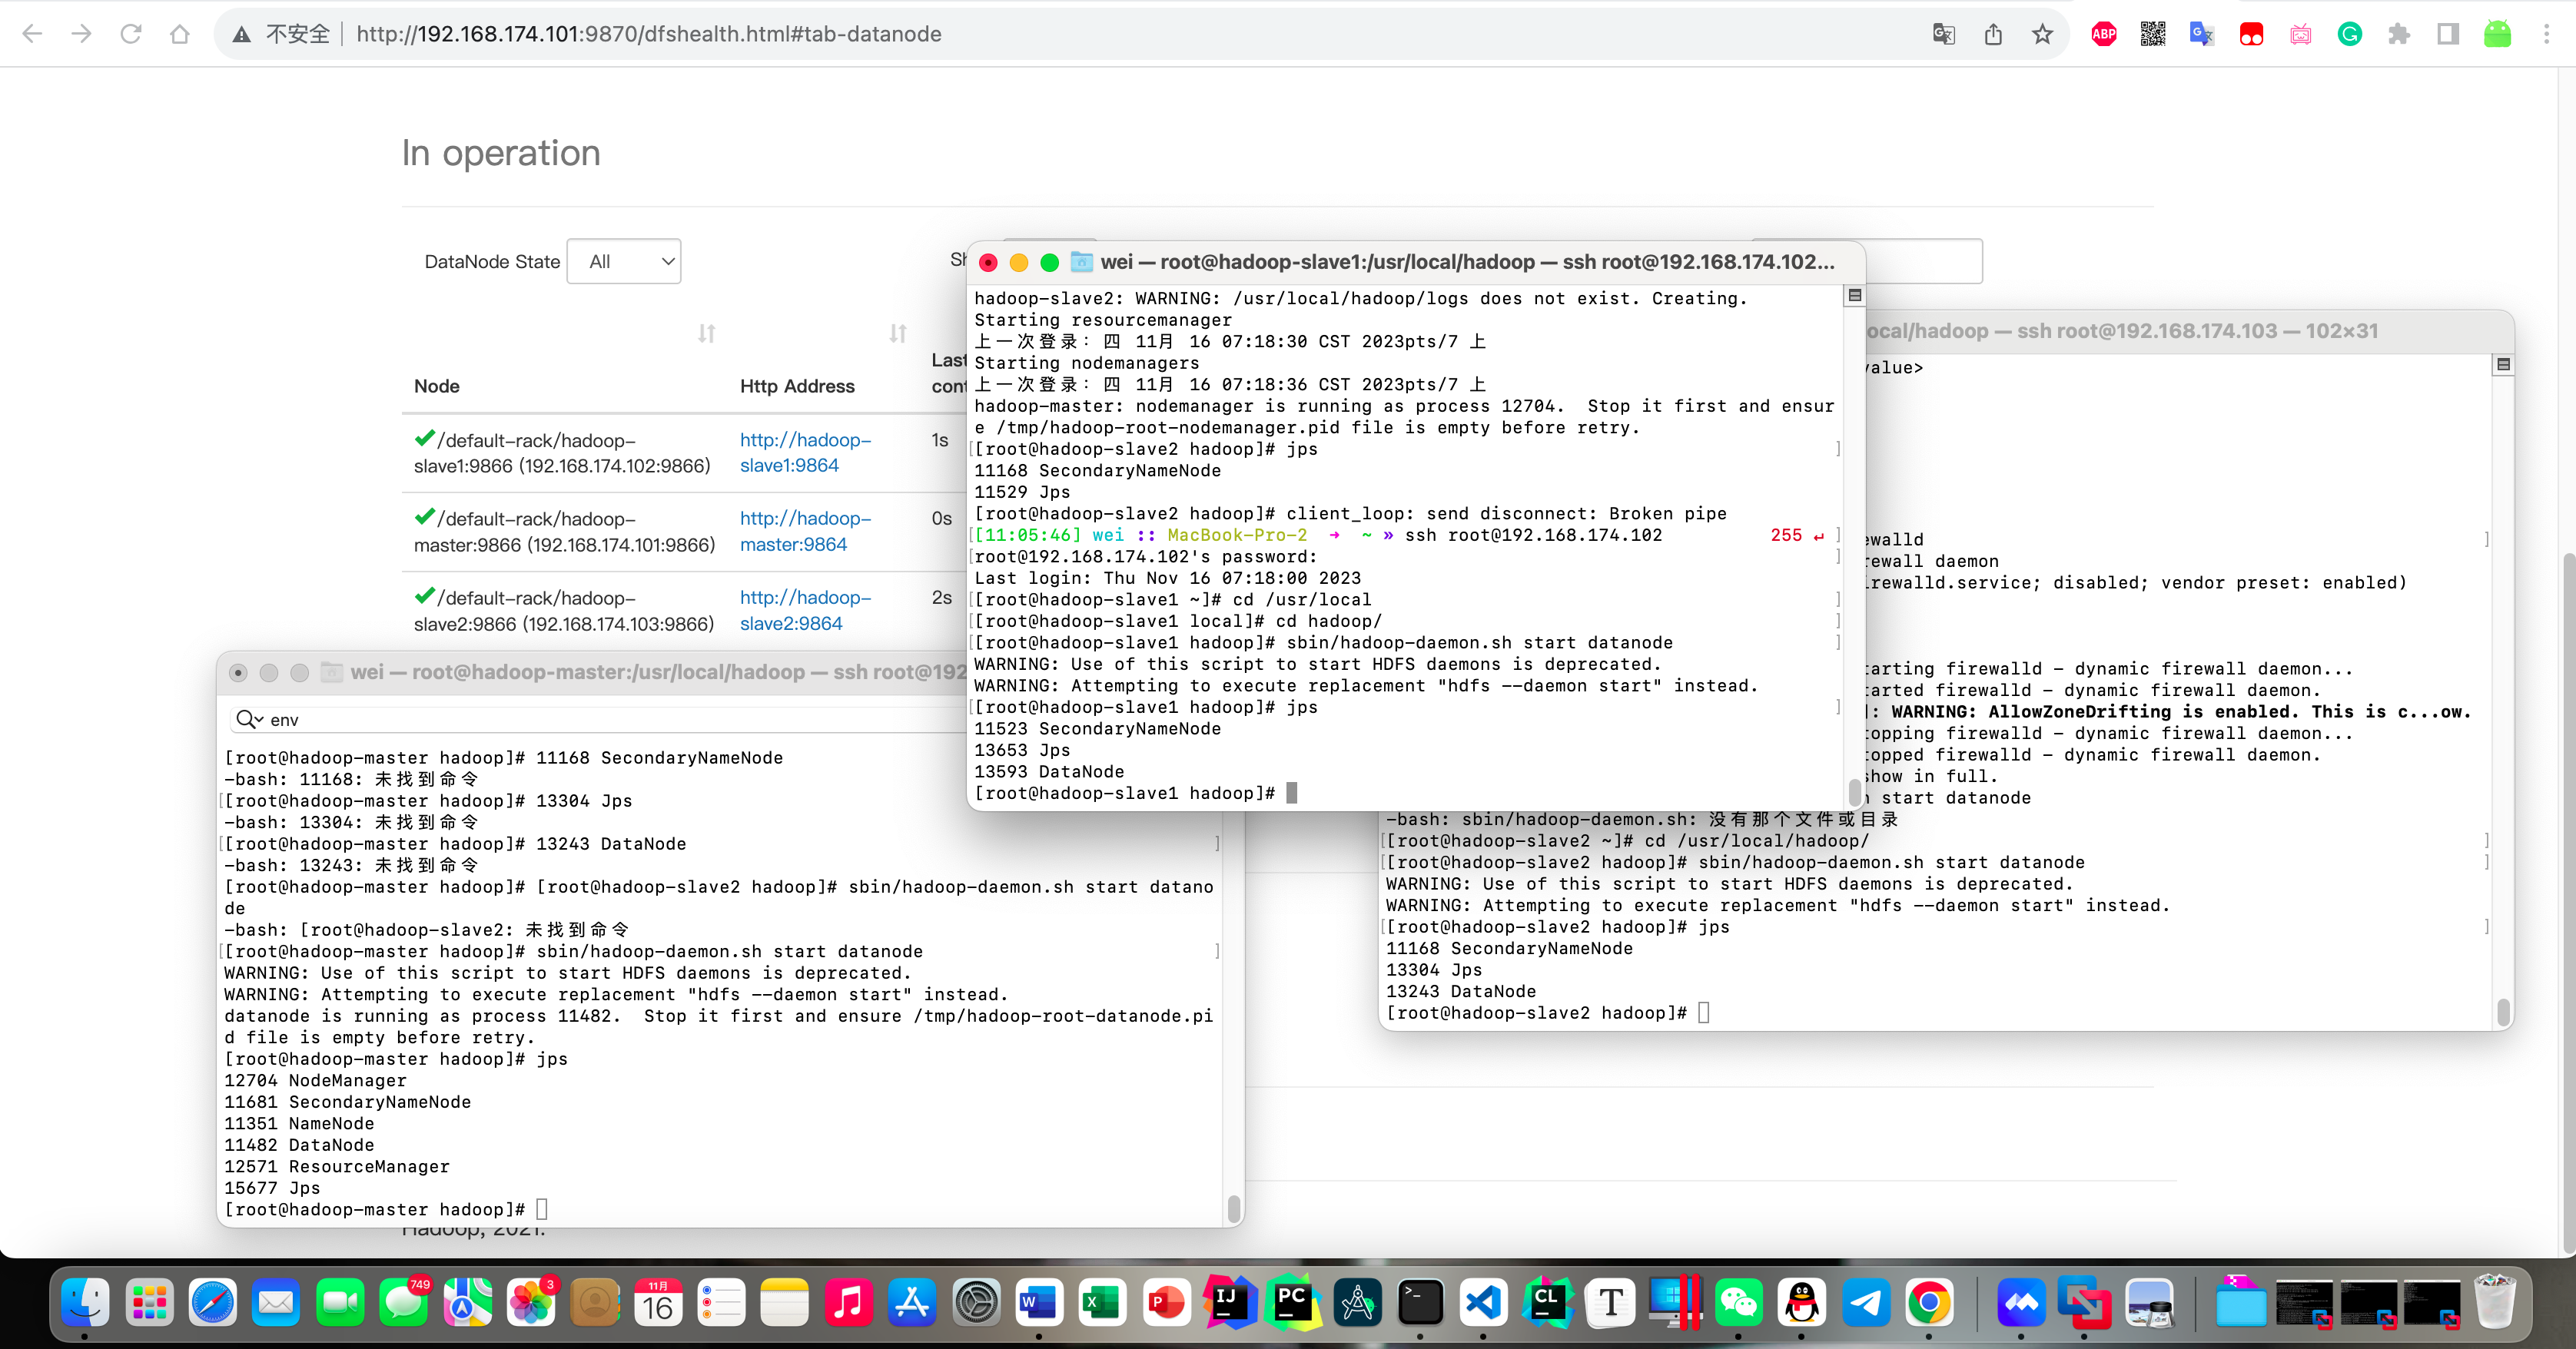 不安全 | http://192.168.174.101:9870/dfshealth.html#tab-datanode
ABP
In operation
DataNode State All
Node
Http Address
Last
/default-rack/hadoop-
slave1:9866 (192.168.174.102:9866)
http://hadoop-
slave1:9864
1s
/default-rack/hadoop-
master:9866 (192.168.174.101:9866)
http://hadoop-
master:9864
0s
/default-rack/hadoop-
slave2:9866 (192.168.174.103:9866)
http://hadoop-
slave2:9864
2s
Hadoop, 2021.
wei — root@hadoop-slave1:/usr/local/hadoop — ssh root@192.168.174.102...
hadoop-slave2: WARNING: /usr/local/hadoop/logs does not exist. Creating.
Starting resourcemanager
上一次登录: 四 11月 16 07:18:30 CST 2023pts/7 上
Starting nodemanagers
上一次登录: 四 11月 16 07:18:36 CST 2023pts/7 上
hadoop-master: nodemanager is running as process 12704.  Stop it first and ensur
e /tmp/hadoop-root-nodemanager.pid file is empty before retry.
[root@hadoop-slave2 hadoop]# jps
11168 SecondaryNameNode
11529 Jps
[root@hadoop-slave2 hadoop]# client_loop: send disconnect: Broken pipe
[11:05:46] wei :: MacBook-Pro-2 ➜ ~ » ssh root@192.168.174.102 255 ↵
root@192.168.174.102's password:
Last login: Thu Nov 16 07:18:00 2023
[root@hadoop-slave1 ~]# cd /usr/local
[root@hadoop-slave1 local]# cd hadoop/
[root@hadoop-slave1 hadoop]# sbin/hadoop-daemon.sh start datanode
WARNING: Use of this script to start HDFS daemons is deprecated.
WARNING: Attempting to execute replacement "hdfs --daemon start" instead.
[root@hadoop-slave1 hadoop]# jps
11523 SecondaryNameNode
13653 Jps
13593 DataNode
[root@hadoop-slave1 hadoop]#
ocal/hadoop — ssh root@192.168.174.103 — 102×31
alue>
ewalld
rewall daemon
irewalld.service; disabled; vendor preset: enabled)
tarting firewalld - dynamic firewall daemon...
tarted firewalld - dynamic firewall daemon.
]: WARNING: AllowZoneDrifting is enabled. This is c...ow.
topping firewalld - dynamic firewall daemon...
topped firewalld - dynamic firewall daemon.
show in full.
start datanode
-bash: sbin/hadoop-daemon.sh: 没有那个文件或目录
[root@hadoop-slave2 ~]# cd /usr/local/hadoop/
[root@hadoop-slave2 hadoop]# sbin/hadoop-daemon.sh start datanode
WARNING: Use of this script to start HDFS daemons is deprecated.
WARNING: Attempting to execute replacement "hdfs --daemon start" instead.
[root@hadoop-slave2 hadoop]# jps
11168 SecondaryNameNode
13304 Jps
13243 DataNode
[root@hadoop-slave2 hadoop]#
wei — root@hadoop-master:/usr/local/hadoop — ssh root@192
env
[root@hadoop-master hadoop]# 11168 SecondaryNameNode
-bash: 11168: 未找到命令
[root@hadoop-master hadoop]# 13304 Jps
-bash: 13304: 未找到命令
[root@hadoop-master hadoop]# 13243 DataNode
-bash: 13243: 未找到命令
[root@hadoop-master hadoop]# [root@hadoop-slave2 hadoop]# sbin/hadoop-daemon.sh start datano
de
-bash: [root@hadoop-slave2: 未找到命令
[root@hadoop-master hadoop]# sbin/hadoop-daemon.sh start datanode
WARNING: Use of this script to start HDFS daemons is deprecated.
WARNING: Attempting to execute replacement "hdfs --daemon start" instead.
datanode is running as process 11482.  Stop it first and ensure /tmp/hadoop-root-datanode.pi
d file is empty before retry.
[root@hadoop-master hadoop]# jps
12704 NodeManager
11681 SecondaryNameNode
11351 NameNode
11482 DataNode
12571 ResourceManager
15677 Jps
[root@hadoop-master hadoop]#
749
3
11月
16
W
X
P
IJ
PC
>_
CL
T